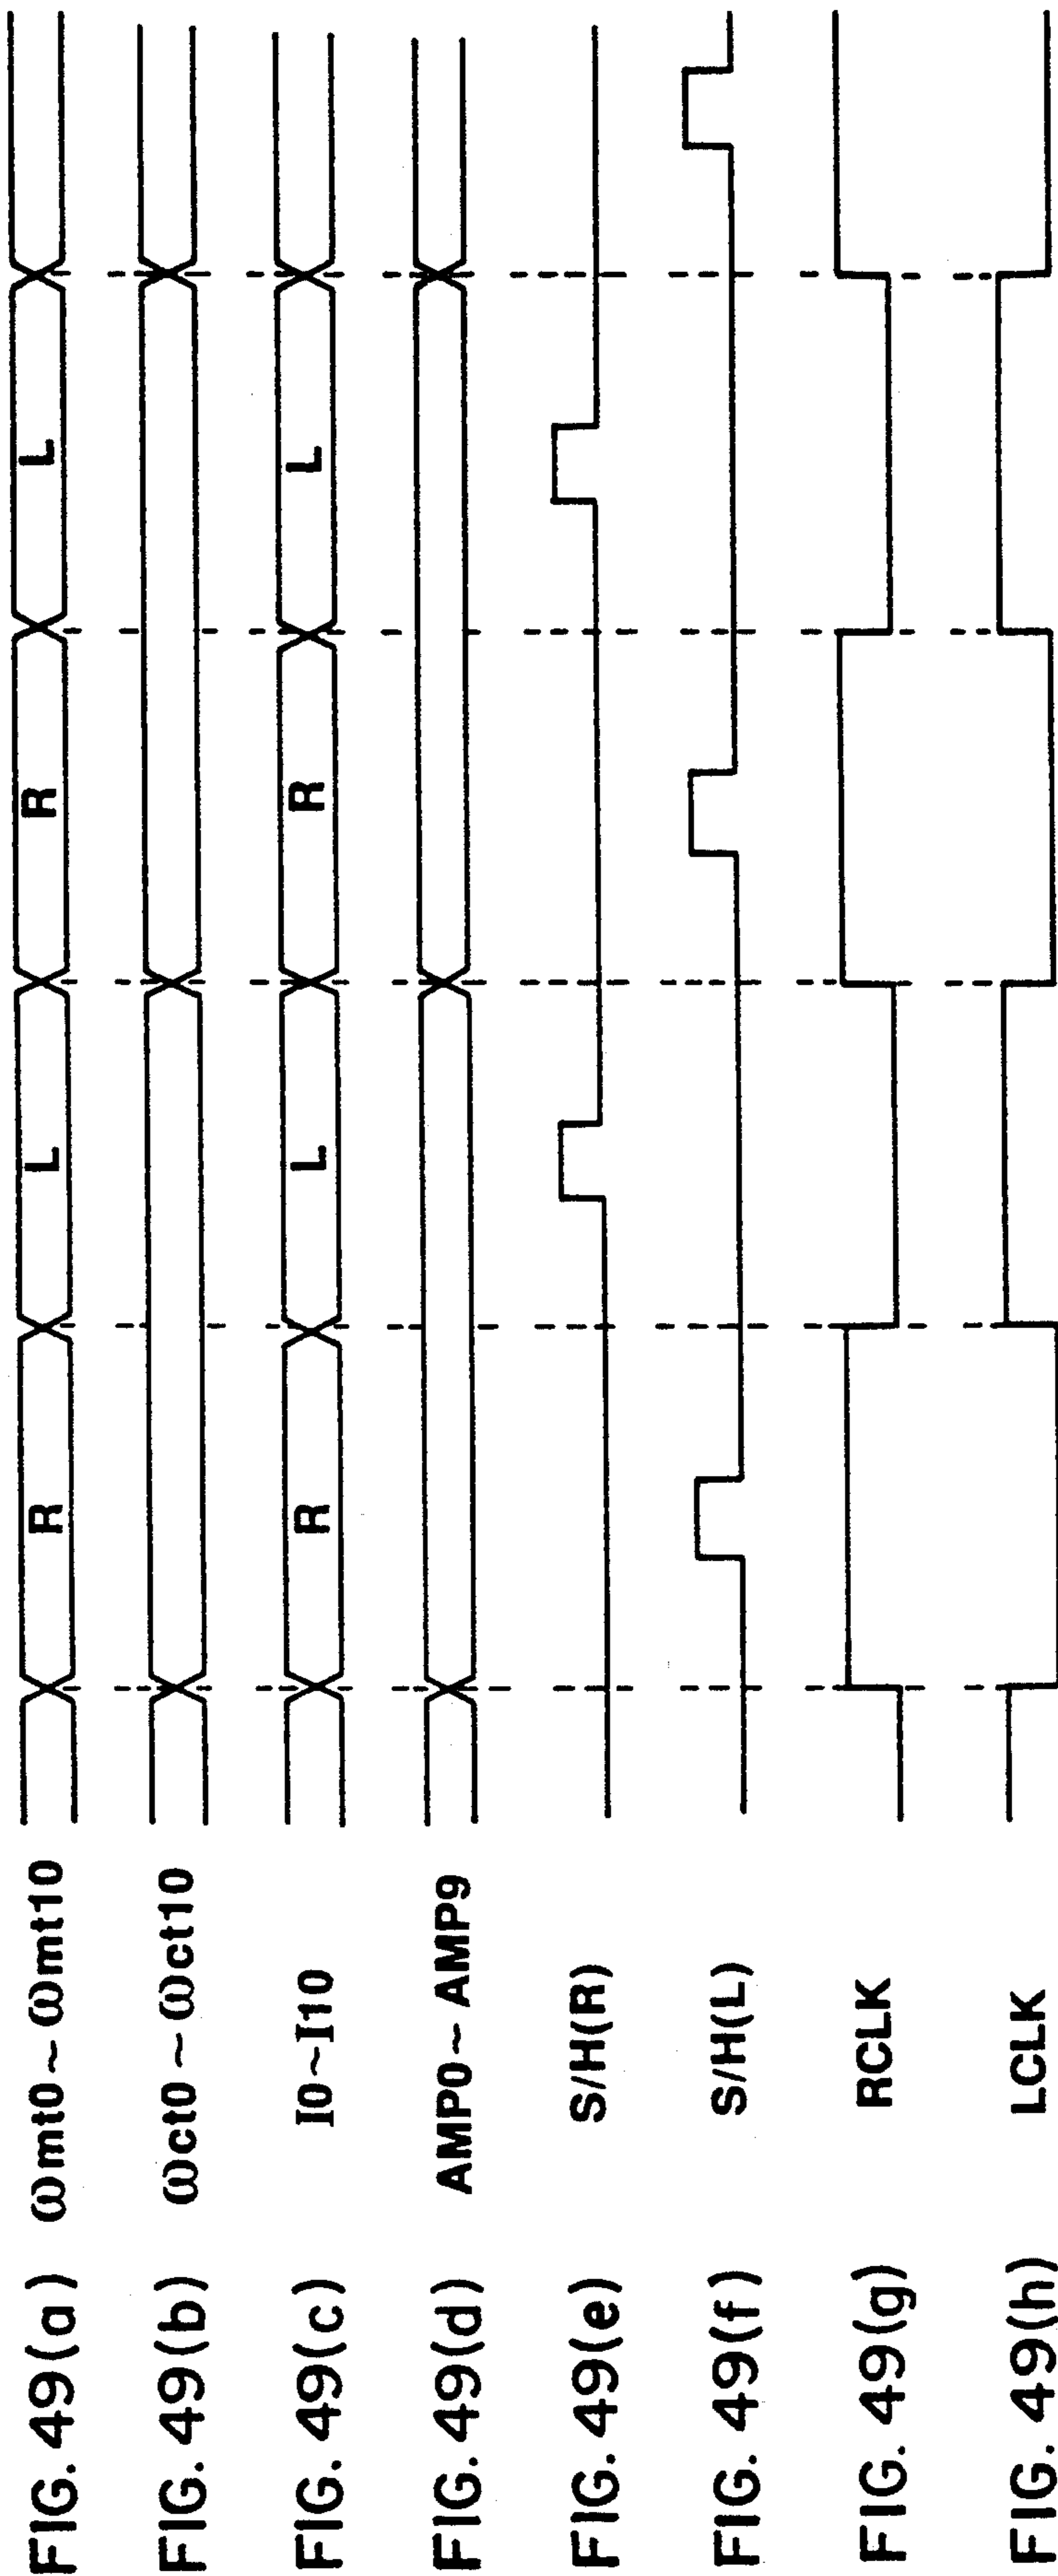 FIG. 49(a) ωmt0~ωmt10 R L R L
FIG. 49(b) ωct0~ωct10
FIG. 49(c) I0~I10 R L R L
FIG. 49(d) AMP0~AMP9
FIG. 49(e) S/H(R)
FIG. 49(f) S/H(L)
FIG. 49(g) RCLK
FIG. 49(h) LCLK